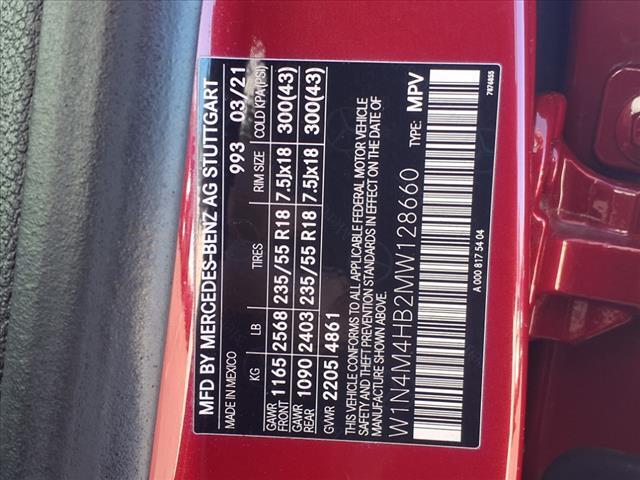 MFD BY MERCEDES-BENZ AG STUTTGART
MADE IN MEXICO 993 03/21
KG LB TIRES RIM SIZE COLD KPA(PSI)
GAWR FRONT 1165 2568 235/55 R18 7.5Jx18 300(43)
GAWR REAR 1090 2403 235/55 R18 7.5Jx18 300(43)
GVWR 2205 4861
THIS VEHICLE CONFORMS TO ALL APPLICABLE FEDERAL MOTOR VEHICLE
SAFETY AND THEFT PREVENTION STANDARDS IN EFFECT ON THE DATE OF
MANUFACTURE SHOWN ABOVE.
W1N4M4HB2MW128660 TYPE: MPV
A 000 817 54 04 7874855